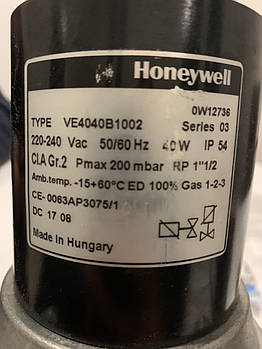 Honeywell
0W12736
TYPE VE4040B1002 Series 03
220-240 Vac 50/60 Hz 40W IP 54
ClA Gr.2 Pmax 200 mbar RP 1"1/2
Amb.temp. -15+60°C ED 100% Gas 1-2-3
CE- 0063AP3075/1
DC 17 08
Made in Hungary